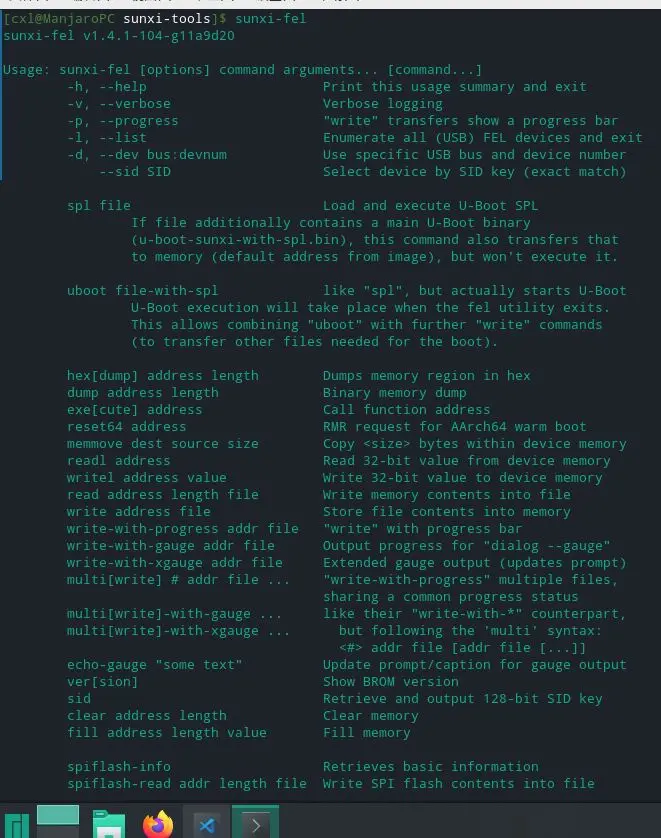 [cxl@ManjaroPC sunxi-tools]$ sunxi-fel
sunxi-fel v1.4.1-104-g11a9d20

Usage: sunxi-fel [options] command arguments... [command...]
        -h, --help                      Print this usage summary and exit
        -v, --verbose                   Verbose logging
        -p, --progress                  "write" transfers show a progress bar
        -l, --list                      Enumerate all (USB) FEL devices and exit
        -d, --dev bus:devnum            Use specific USB bus and device number
            --sid SID                   Select device by SID key (exact match)

        spl file                        Load and execute U-Boot SPL
                If file additionally contains a main U-Boot binary
                (u-boot-sunxi-with-spl.bin), this command also transfers that
                to memory (default address from image), but won't execute it.

        uboot file-with-spl             like "spl", but actually starts U-Boot
                U-Boot execution will take place when the fel utility exits.
                This allows combining "uboot" with further "write" commands
                (to transfer other files needed for the boot).

        hex[dump] address length        Dumps memory region in hex
        dump address length             Binary memory dump
        exe[cute] address               Call function address
        reset64 address                 RMR request for AArch64 warm boot
        memmove dest source size        Copy <size> bytes within device memory
        readl address                   Read 32-bit value from device memory
        writel address value            Write 32-bit value to device memory
        read address length file        Write memory contents into file
        write address file              Store file contents into memory
        write-with-progress addr file   "write" with progress bar
        write-with-gauge addr file      Output progress for "dialog --gauge"
        write-with-xgauge addr file     Extended gauge output (updates prompt)
        multi[write] # addr file ...    "write-with-progress" multiple files,
                                        sharing a common progress status
        multi[write]-with-gauge ...     like their "write-with-*" counterpart,
        multi[write]-with-xgauge ...      but following the 'multi' syntax:
                                          <#> addr file [addr file [...]]
        echo-gauge "some text"          Update prompt/caption for gauge output
        ver[sion]                       Show BROM version
        sid                             Retrieve and output 128-bit SID key
        clear address length            Clear memory
        fill address length value       Fill memory

        spiflash-info                   Retrieves basic information
        spiflash-read addr length file  Write SPI flash contents into file